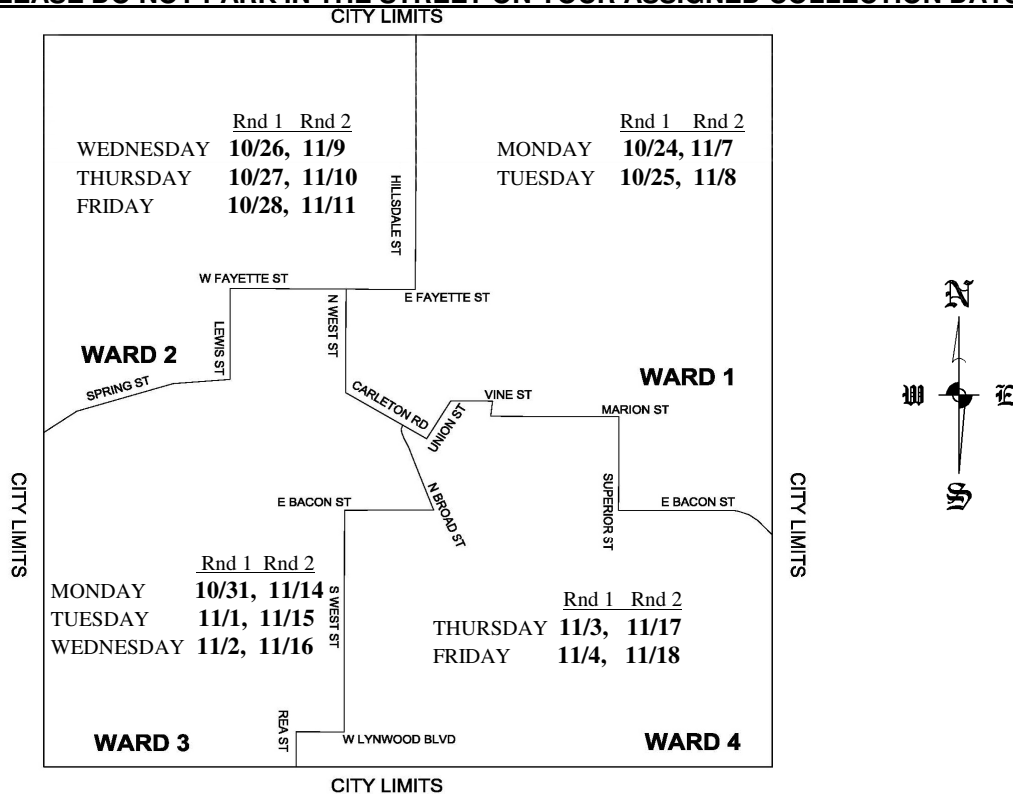 PLEASE DO NOT PARK IN THE STREET ON YOUR ASSIGNED COLLECTION DAYS
CITY LIMITS
Rnd 1 Rnd 2
WEDNESDAY 10/26, 11/9
THURSDAY 10/27, 11/10
FRIDAY 10/28, 11/11
Rnd 1 Rnd 2
MONDAY 10/24, 11/7
TUESDAY 10/25, 11/8
HILLSDALE ST
W FAYETTE ST
E FAYETTE ST
N WEST ST
LEWIS ST
WARD 2
SPRING ST
WARD 1
CARLETON RD
UNION ST
VINE ST
MARION ST
N
W
E
S
CITY LIMITS
E BACON ST
N BROAD ST
SUPERIOR ST
E BACON ST
CITY LIMITS
Rnd 1 Rnd 2
MONDAY 10/31, 11/14
TUESDAY 11/1, 11/15
WEDNESDAY 11/2, 11/16
S WEST ST
Rnd 1 Rnd 2
THURSDAY 11/3, 11/17
FRIDAY 11/4, 11/18
REA ST
W LYNWOOD BLVD
WARD 3
WARD 4
CITY LIMITS